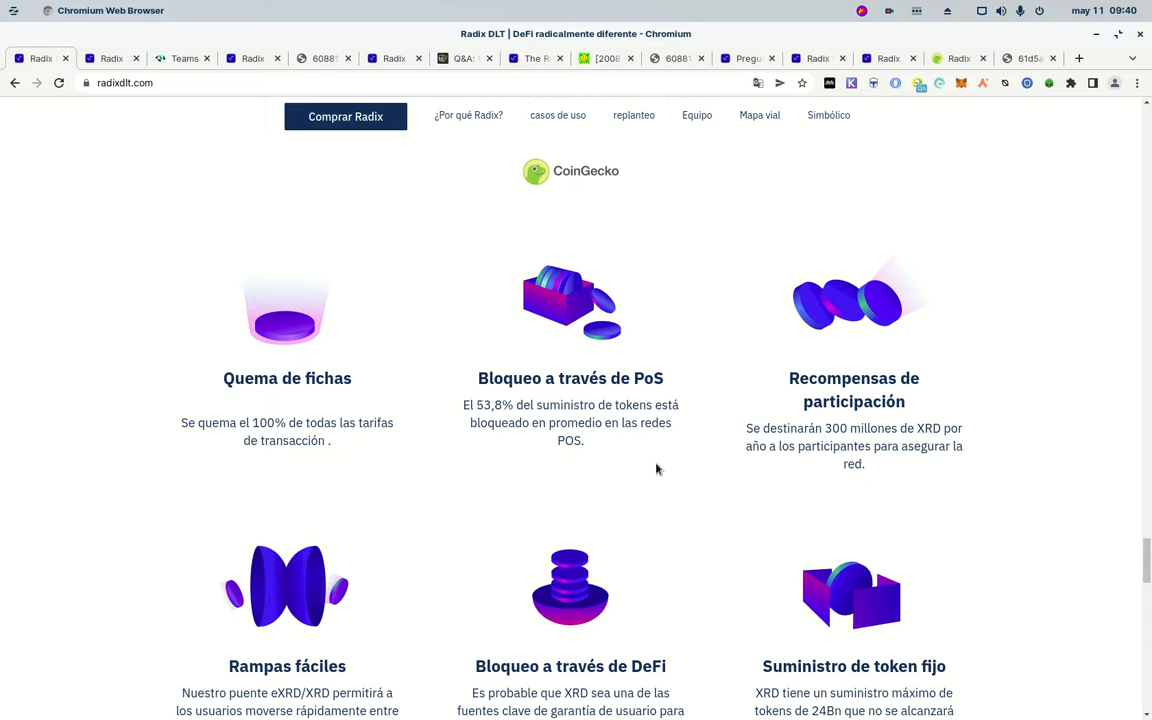 Chromium Web Browser
may 11 09:40
Radix DLT | DeFi radicalmente diferente - Chromium
Radix
Radix
Teams
Radix
60881
Radix
Q&A:
The R
[2008
60881
Pregu
Radix
Radix
Radix
61d5a
radixdlt.com
Comprar Radix
¿Por qué Radix?
casos de uso
replanteo
Equipo
Mapa vial
Simbólico
CoinGecko
Quema de fichas
Se quema el 100% de todas las tarifas
de transacción .
Bloqueo a través de PoS
El 53,8% del suministro de tokens está
bloqueado en promedio en las redes
POS.
Recompensas de
participación
Se destinarán 300 millones de XRD por
año a los participantes para asegurar la
red.
Rampas fáciles
Nuestro puente eXRD/XRD permitirá a
los usuarios moverse rápidamente entre
Bloqueo a través de DeFi
Es probable que XRD sea una de las
fuentes clave de garantía de usuario para
Suministro de token fijo
XRD tiene un suministro máximo de
tokens de 24Bn que no se alcanzará